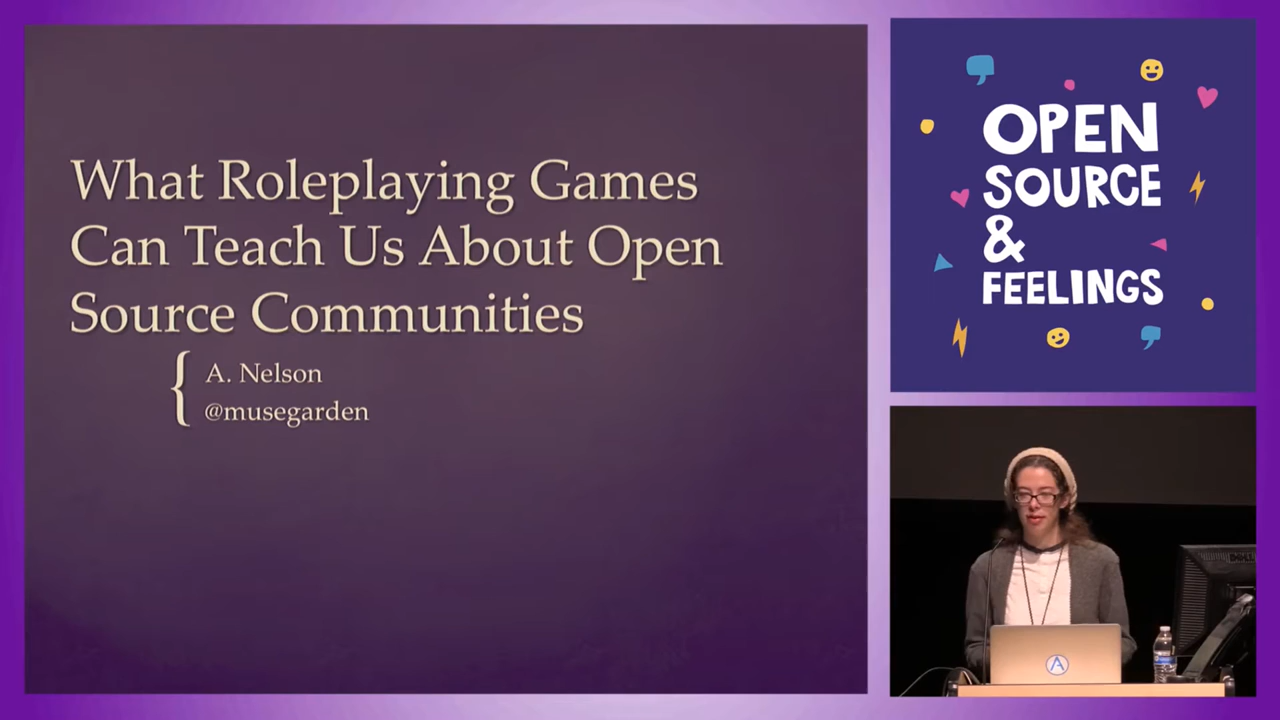 What Roleplaying Games
Can Teach Us About Open
Source Communities
A. Nelson
@musegarden
OPEN
SOURCE
&
FEELINGS